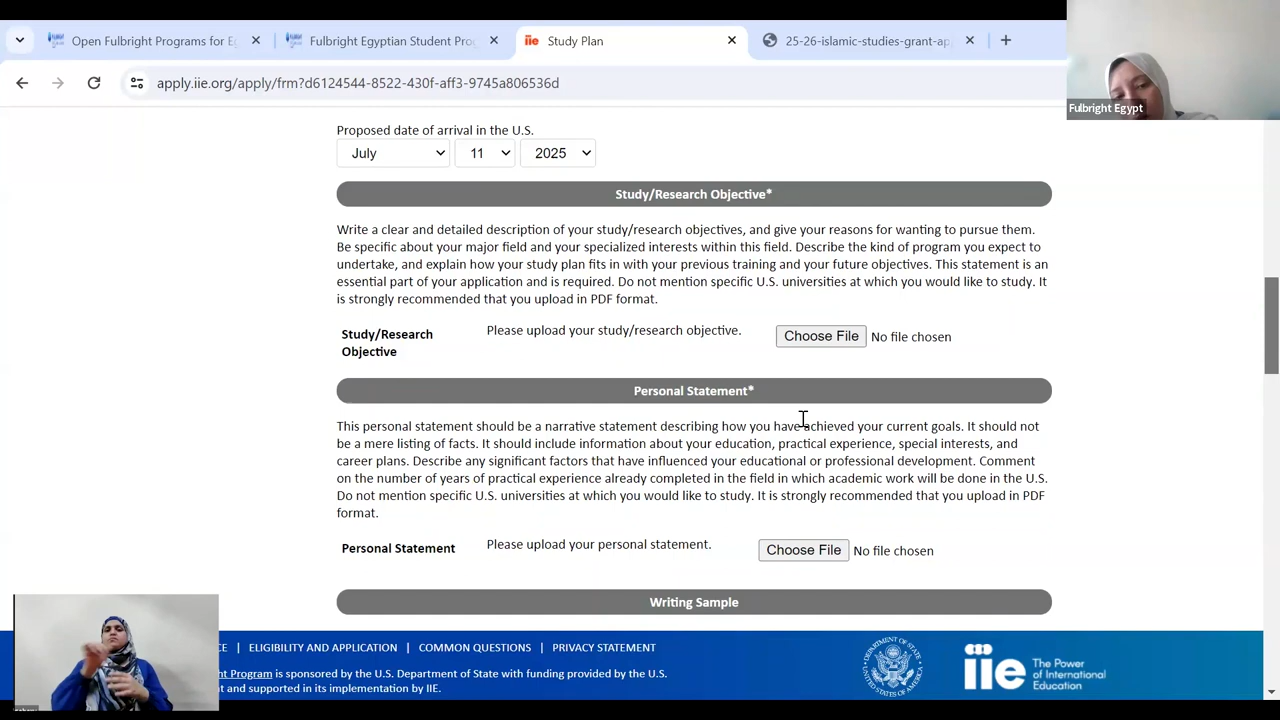 Open Fulbright Programs for E
Fulbright Egyptian Student Pro
iie Study Plan
25-26-islamic-studies-grant-ap
apply.iie.org/apply/frm?d6124544-8522-430f-aff3-9745a806536d
Fulbright Egypt
Proposed date of arrival in the U.S.
July 11 2025
Study/Research Objective*
Write a clear and detailed description of your study/research objectives, and give your reasons for wanting to pursue them.
Be specific about your major field and your specialized interests within this field. Describe the kind of program you expect to
undertake, and explain how your study plan fits in with your previous training and your future objectives. This statement is an
essential part of your application and is required. Do not mention specific U.S. universities at which you would like to study. It
is strongly recommended that you upload in PDF format.
Study/Research
Objective
Please upload your study/research objective.
Choose File No file chosen
Personal Statement*
This personal statement should be a narrative statement describing how you have achieved your current goals. It should not
be a mere listing of facts. It should include information about your education, practical experience, special interests, and
career plans. Describe any significant factors that have influenced your educational or professional development. Comment
on the number of years of practical experience already completed in the field in which academic work will be done in the U.S.
Do not mention specific U.S. universities at which you would like to study. It is strongly recommended that you upload in PDF
format.
Personal Statement
Please upload your personal statement.
Choose File No file chosen
Writing Sample
CE | ELIGIBILITY AND APPLICATION | COMMON QUESTIONS | PRIVACY STATEMENT
ht Program is sponsored by the U.S. Department of State with funding provided by the U.S.
nt and supported in its implementation by IIE.
iie The Power
of International
Education